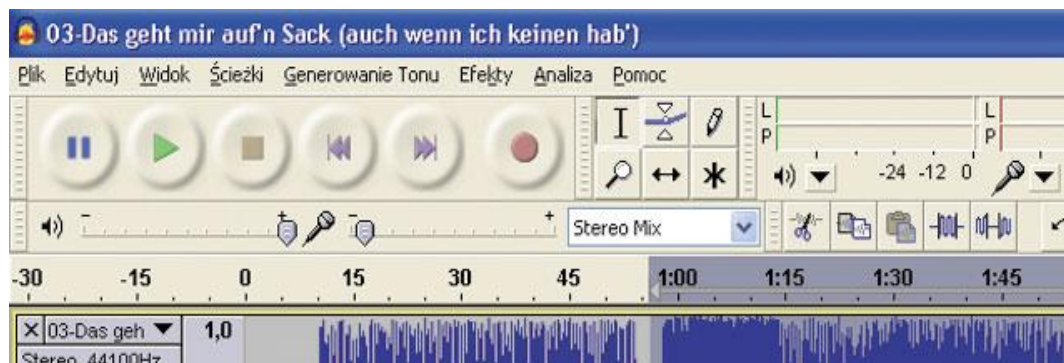 03-Das geht mir auf'n Sack (auch wenn ich keinen hab')
Plik Edytuj Widok Ścieżki Generowanie Tonu Efekty Analiza Pomoc
L L
P P
-24 -12 0
- + - + Stereo Mix
-30 -15 0 15 30 45 1:00 1:15 1:30 1:45
03-Das geh 1,0
Stereo, 44100Hz